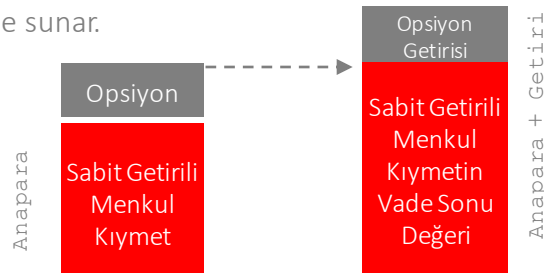 e sunar.
Opsiyon
Sabit Getirili
Menkul
Kıymet
Anapara
Opsiyon
Getirisi
Sabit Getirili
Menkul
Kıymetin
Vade Sonu
Değeri
Anapara + Getiri